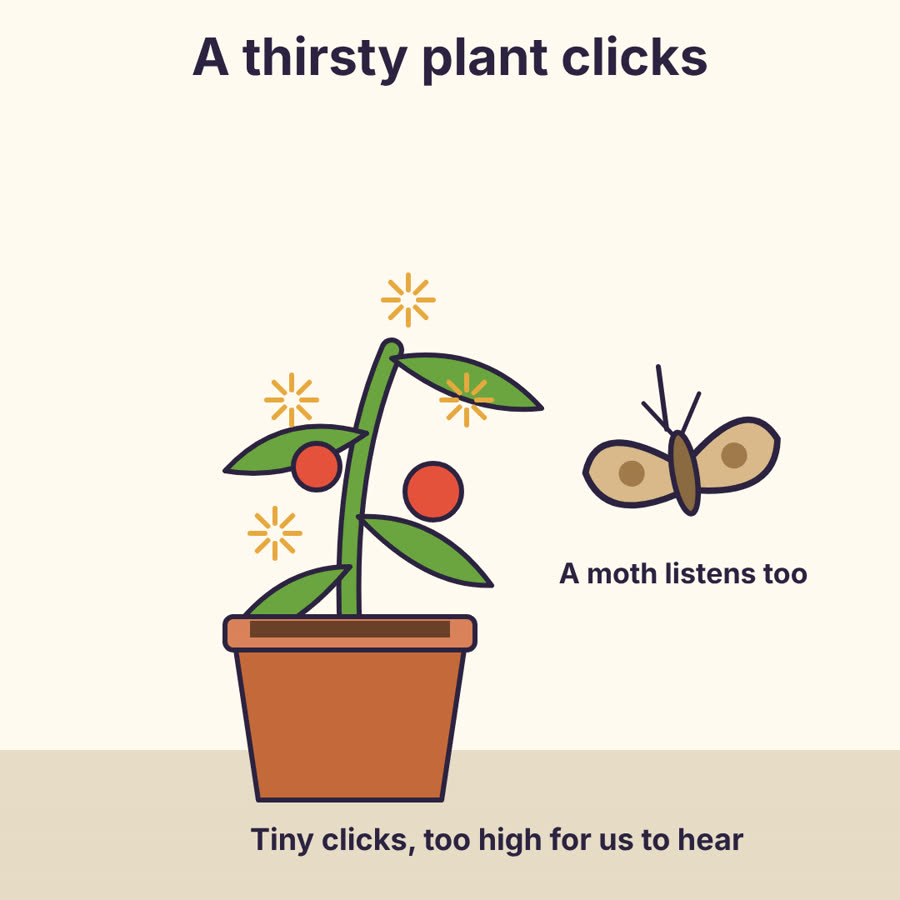 A thirsty plant clicks
A moth listens too
Tiny clicks, too high for us to hear